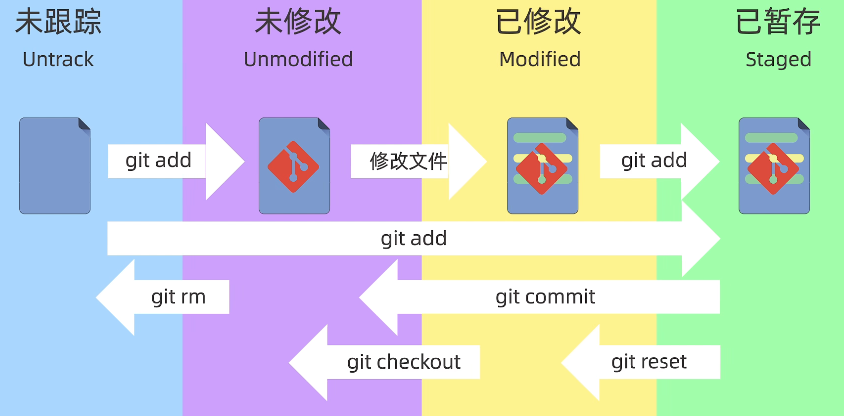 未跟踪
Untrack
未修改
Unmodified
已修改
Modified
已暂存
Staged
git add
修改文件
git add
git add
git rm
git commit
git checkout
git reset